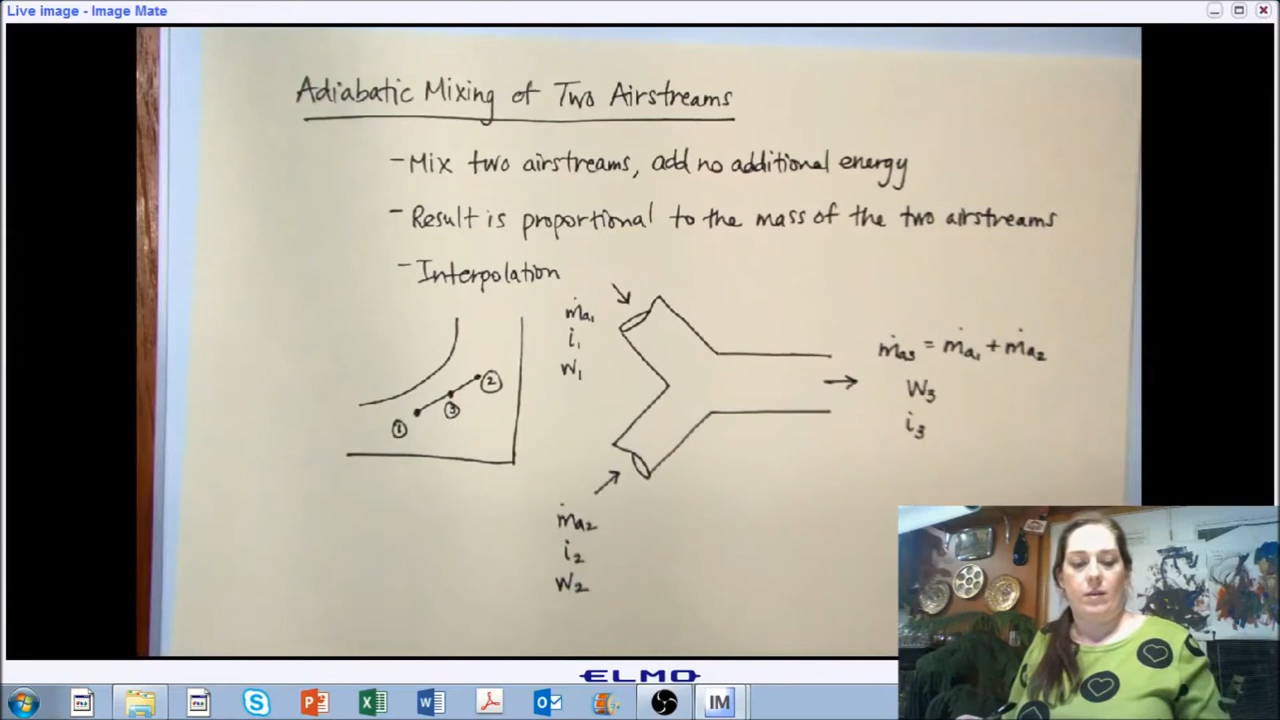 Live image - Image Mate
Adiabatic Mixing of Two Airstreams
- Mix two airstreams, add no additional energy
- Result is proportional to the mass of the two airstreams
- Interpolation
ṁa1
i1
W1
②
③
①
ṁa3 = ṁa1 + ṁa2
W3
i3
ṁa2
i2
W2
ELMO
IM